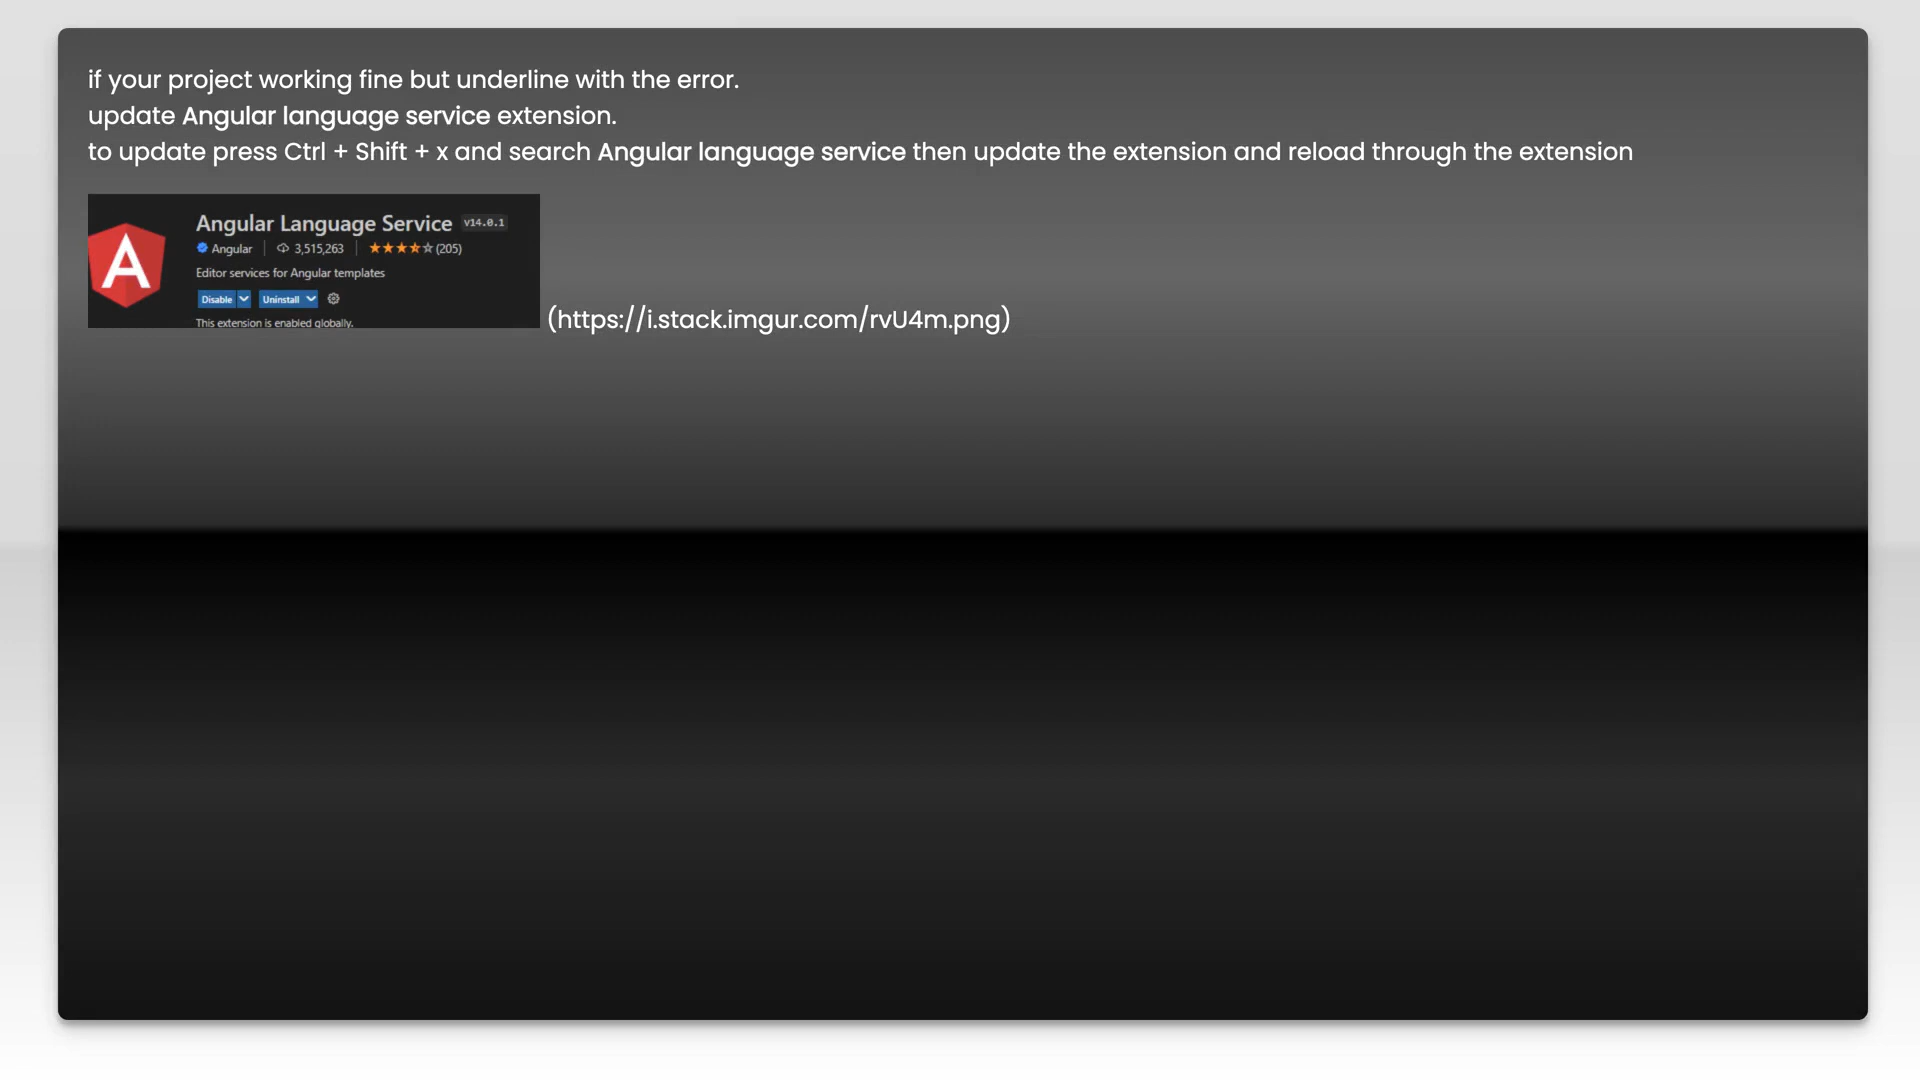 if your project working fine but underline with the error.
update Angular language service extension.
to update press Ctrl + Shift + x and search Angular language service then update the extension and reload through the extension
Angular Language Service v14.0.1
Angular | 3,515,263 | ★★★★☆ (205)
Editor services for Angular templates
Disable Uninstall
This extension is enabled globally.
(https://i.stack.imgur.com/rvU4m.png)